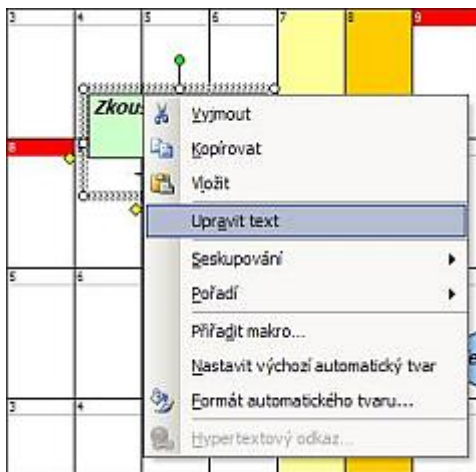 3 4 5 6 7 8 9
Zkou
8
5 6
3 4
Vyjmout
Kopírovat
Vložit
Upravit text
Seskupování
Pořadí
Přiřadit makro...
Nastavit výchozí automatický tvar
Formát automatického tvaru...
Hypertextový odkaz...